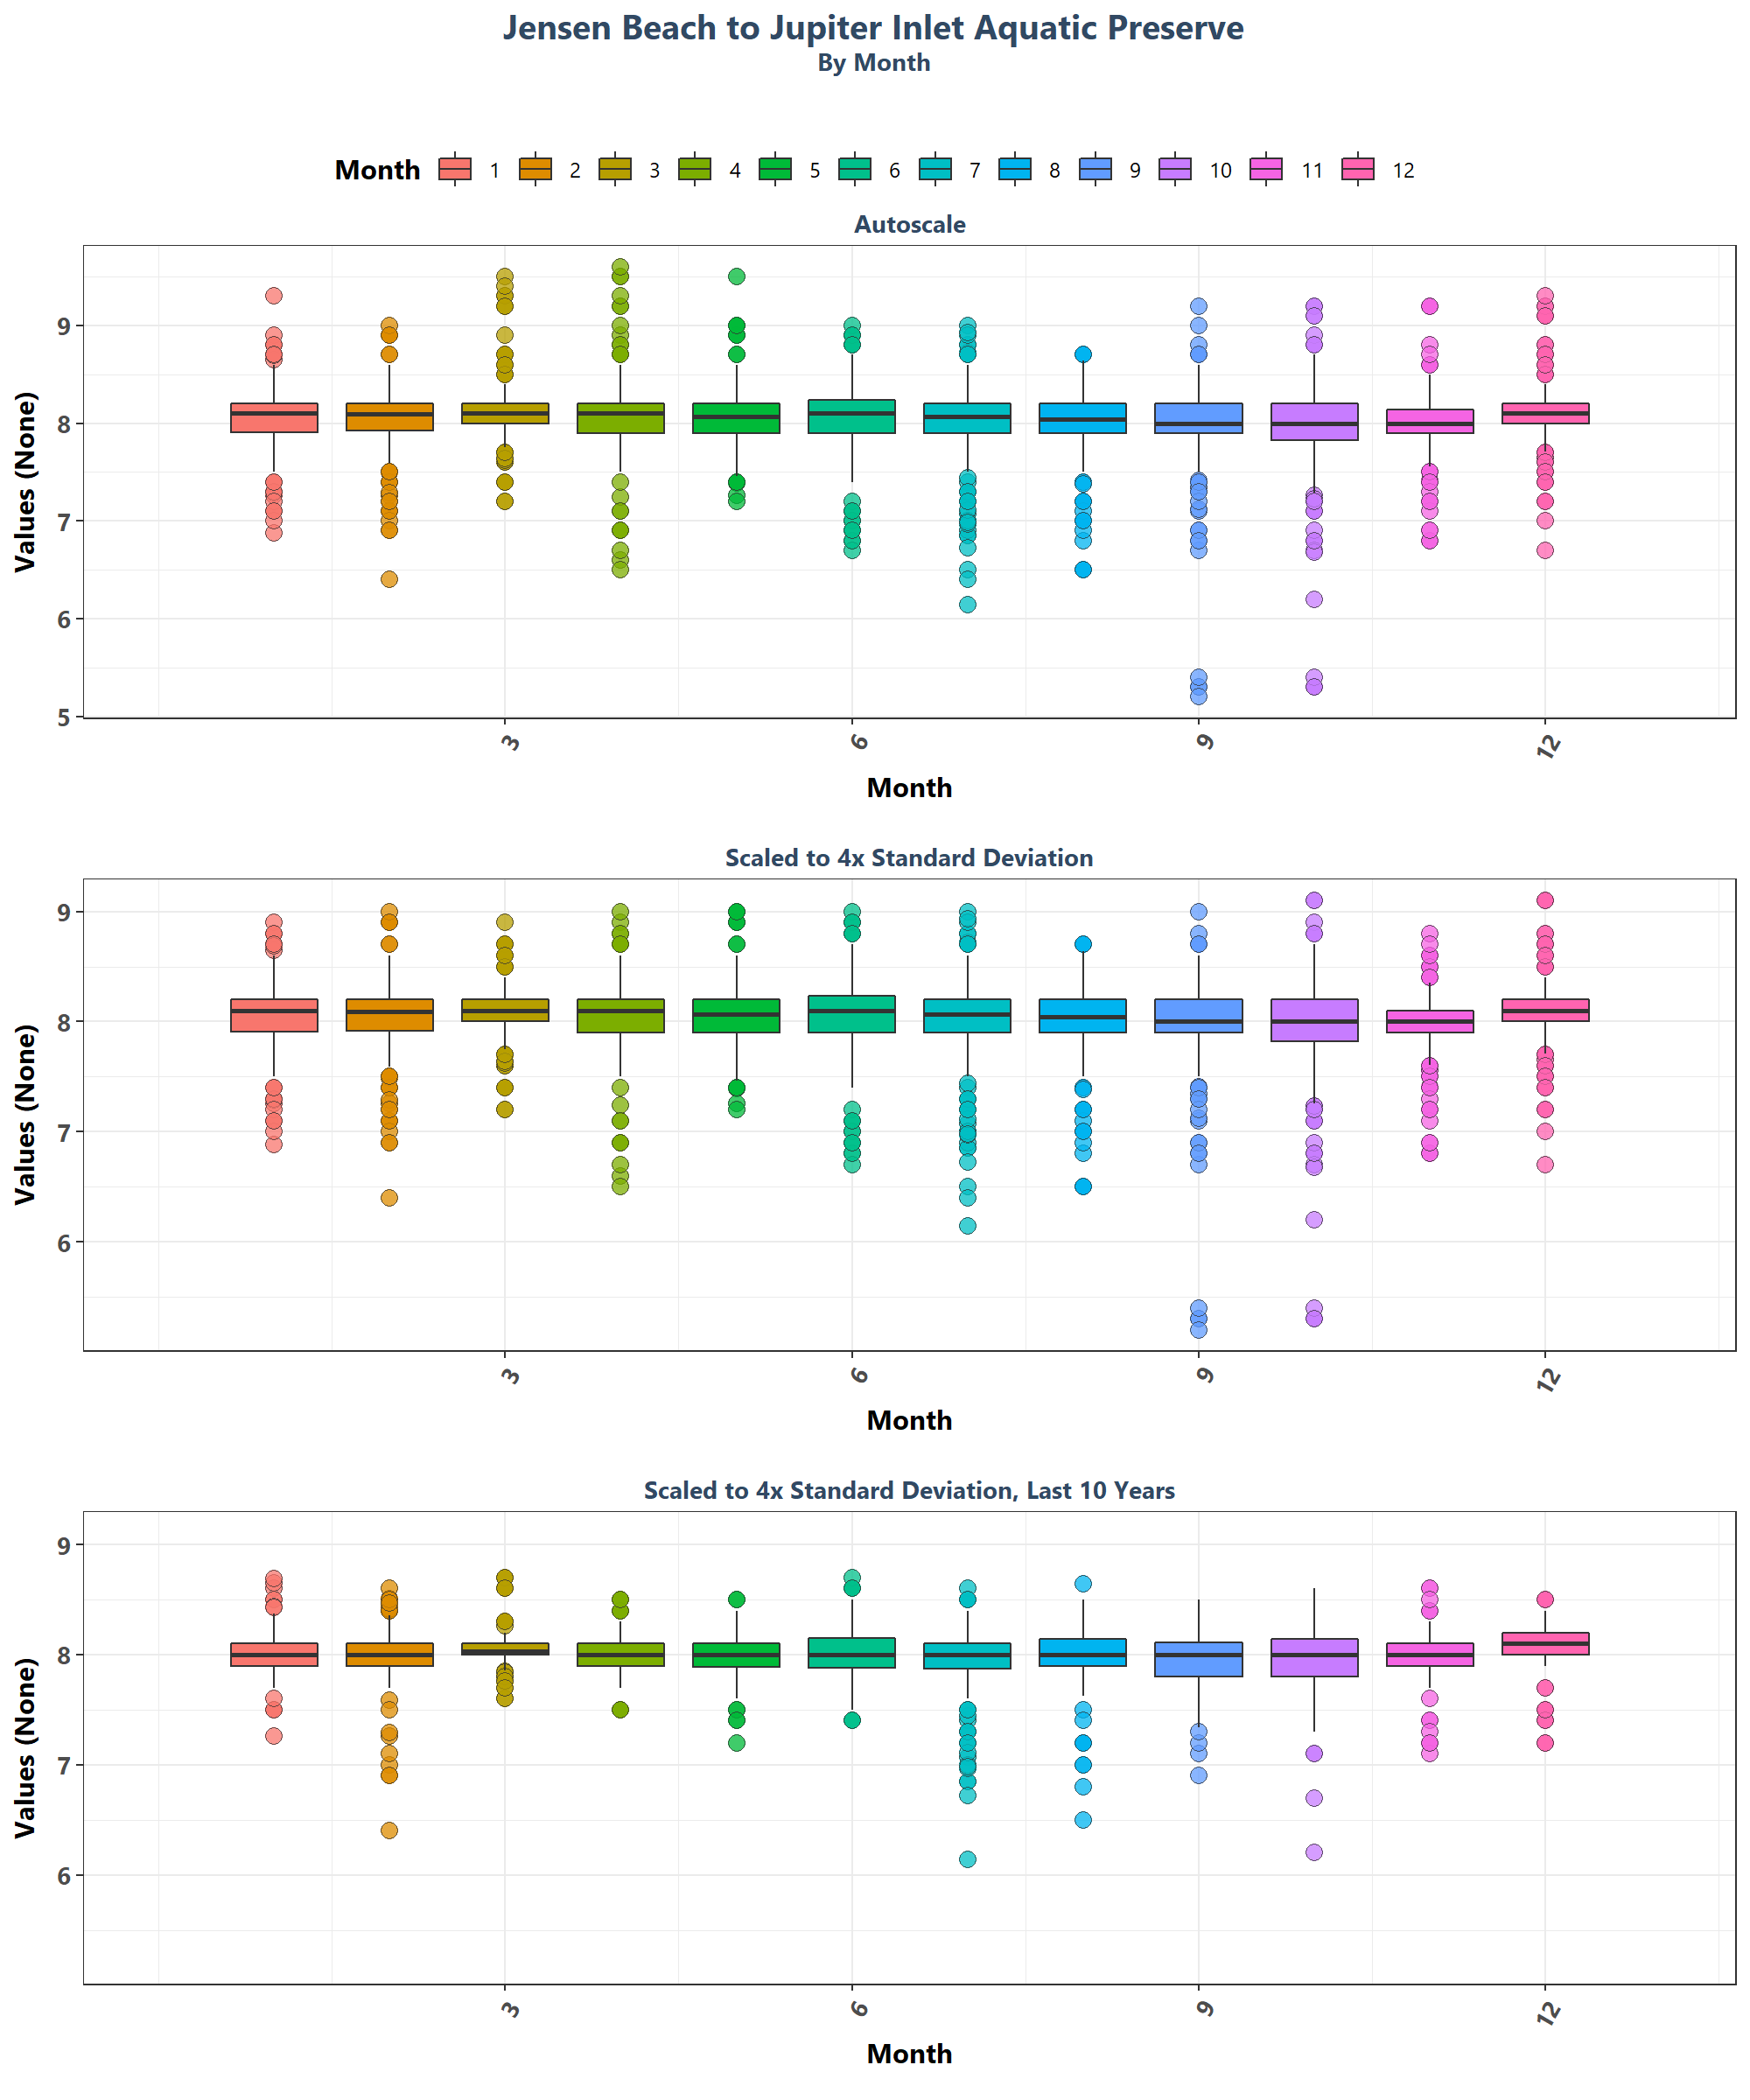 Jensen Beach to Jupiter Inlet Aquatic Preserve
By Month
Month 1 2 3 4 5 6 7 8 9 10 11 12
Autoscale
Values (None)
9
8
7
6
5
3 6 9 12
Month
Scaled to 4x Standard Deviation
Values (None)
9
8
7
6
3 6 9 12
Month
Scaled to 4x Standard Deviation, Last 10 Years
Values (None)
9
8
7
6
3 6 9 12
Month